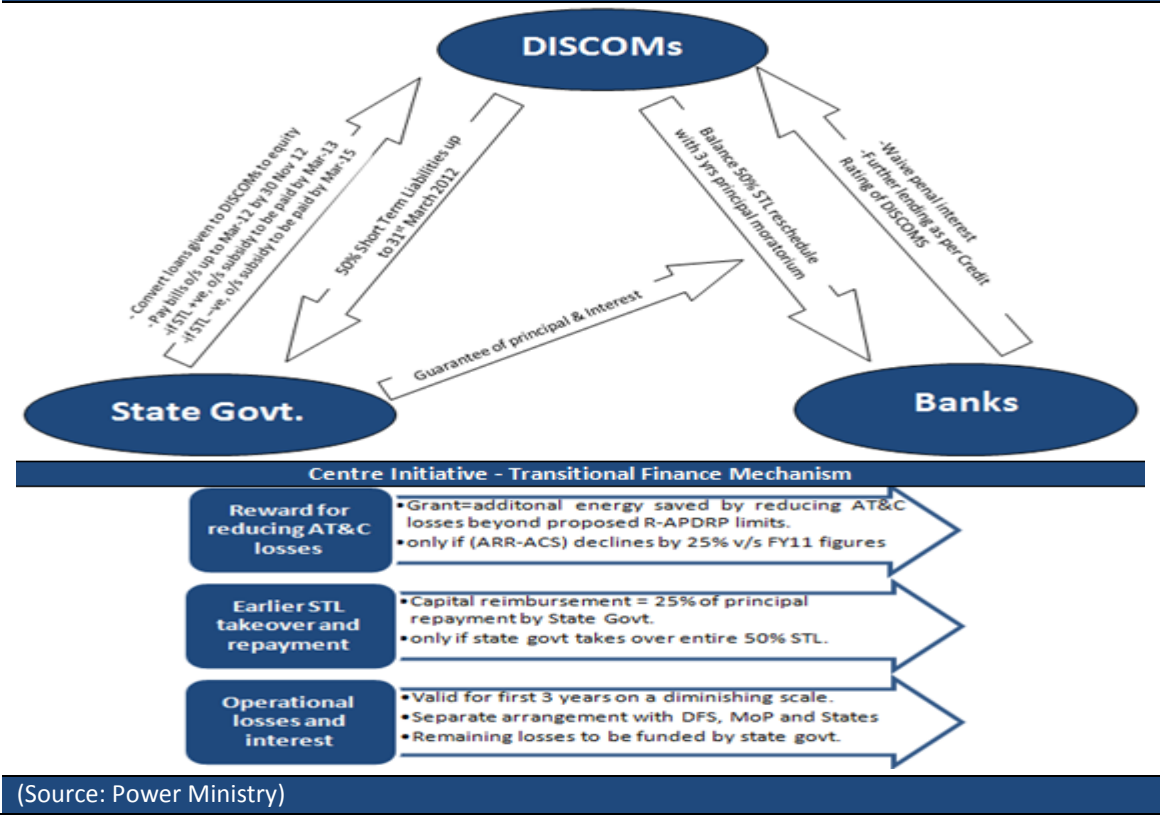 DISCOMs
-Convert loans given to DISCOMs to equity
-Pay bills o/s up to Mar-12 by 30 Nov 12
-if STL +ve, o/s subsidy to be paid by Mar-13
-if STL –ve, o/s subsidy to be paid by Mar-15
50% Short Term Liabilities up
to 31st March 2012
Balance 50% STL reschedule
with 3 yrs principal moratorium
-Waive penal interest
-Further lending as per Credit
Rating of DISCOMS
Guarantee of principal & Interest
State Govt.
Banks
Centre Initiative - Transitional Finance Mechanism
Reward for
reducing AT&C
losses
•Grant=additonal energy saved by reducing AT&C
losses beyond proposed R-APDRP limits.
•only if (ARR-ACS) declines by 25% v/s FY11 figures
Earlier STL
takeover and
repayment
•Capital reimbursement = 25% of principal
repayment by State Govt.
•only if state govt takes over entire 50% STL.
Operational
losses and
interest
•Valid for first 3 years on a diminishing scale.
•Separate arrangement with DFS, MoP and States
•Remaining losses to be funded by state govt.
(Source: Power Ministry)